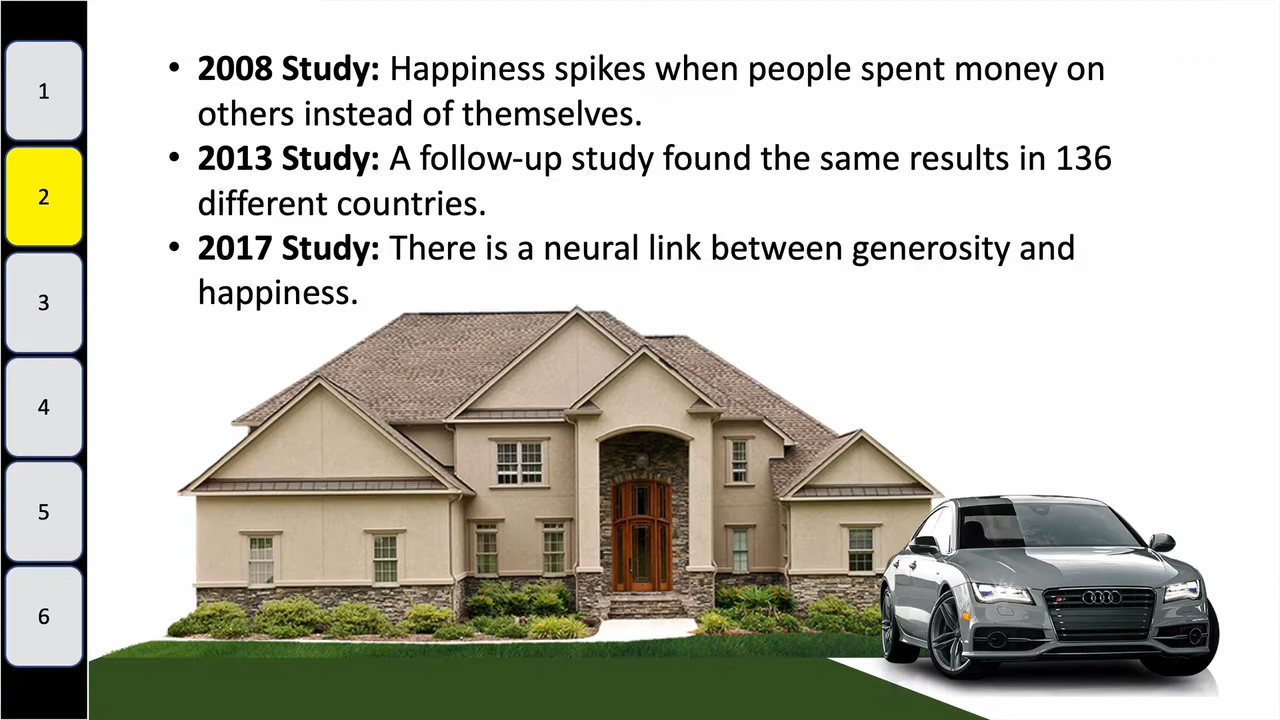 1
2
3
4
5
6
• 2008 Study: Happiness spikes when people spent money on
others instead of themselves.
• 2013 Study: A follow-up study found the same results in 136
different countries.
• 2017 Study: There is a neural link between generosity and
happiness.